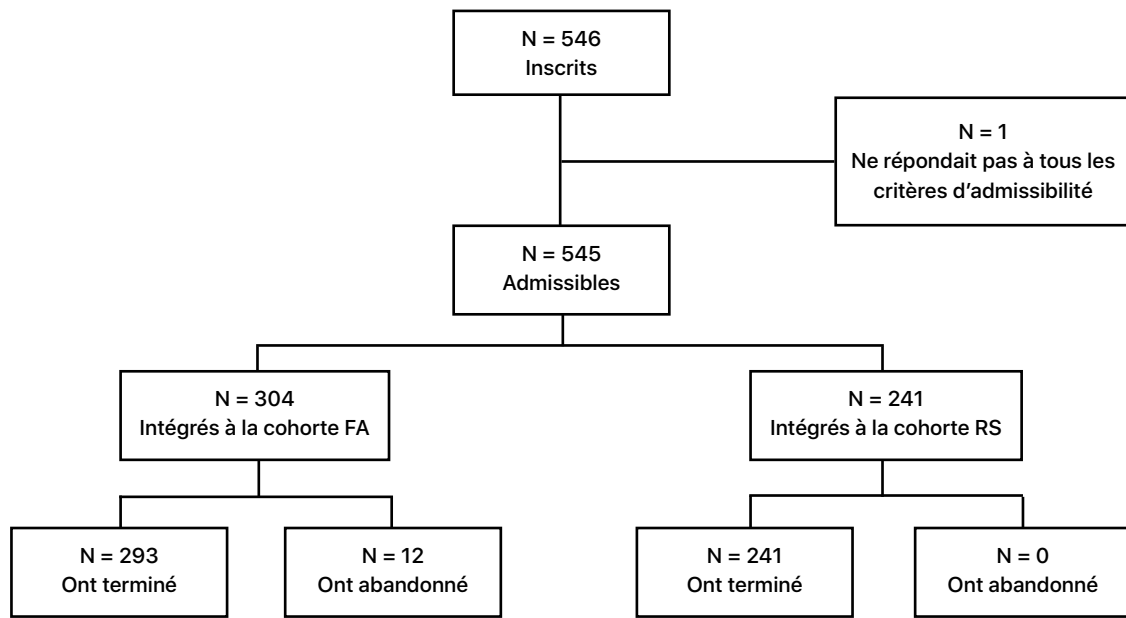 N = 546
Inscrits
N = 1
Ne répondait pas à tous les
critères d’admissibilité
N = 545
Admissibles
N = 304
Intégrés à la cohorte FA
N = 241
Intégrés à la cohorte RS
N = 293
Ont terminé
N = 12
Ont abandonné
N = 241
Ont terminé
N = 0
Ont abandonné